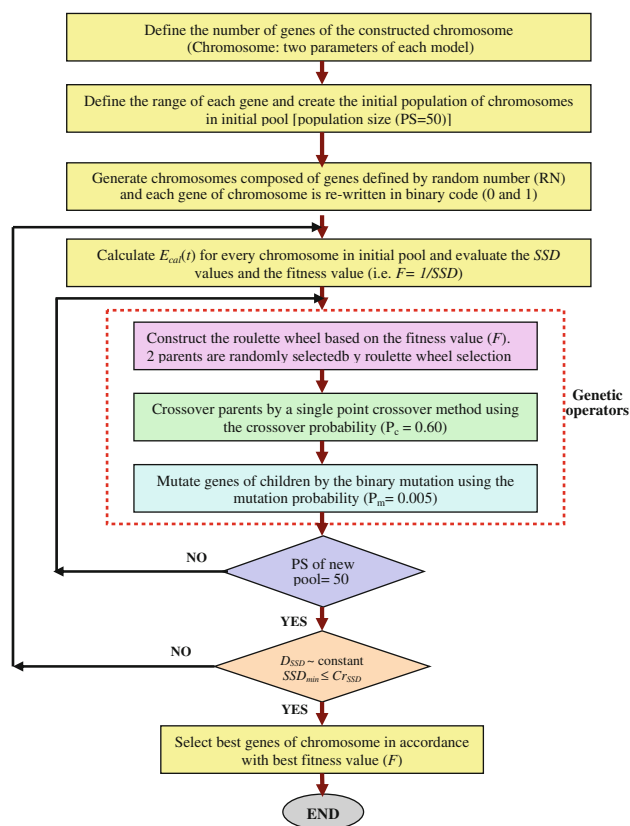 Define the number of genes of the constructed chromosome
(Chromosome: two parameters of each model)
Define the range of each gene and create the initial population of chromosomes
in initial pool [population size (PS=50)]
Generate chromosomes composed of genes defined by random number (RN)
and each gene of chromosome is re-written in binary code (0 and 1)
Calculate E_cal(t) for every chromosome in initial pool and evaluate the SSD
values and the fitness value (i.e. F= 1/SSD)
Construct the roulette wheel based on the fitness value (F).
2 parents are randomly selectedb y roulette wheel selection
Genetic
operators
Crossover parents by a single point crossover method using
the crossover probability (P_c = 0.60)
Mutate genes of children by the binary mutation using the
mutation probability (P_m= 0.005)
NO
PS of new
pool= 50
YES
NO
D_SSD ~ constant
SSD_min ≤ Cr_SSD
YES
Select best genes of chromosome in accordance
with best fitness value (F)
END